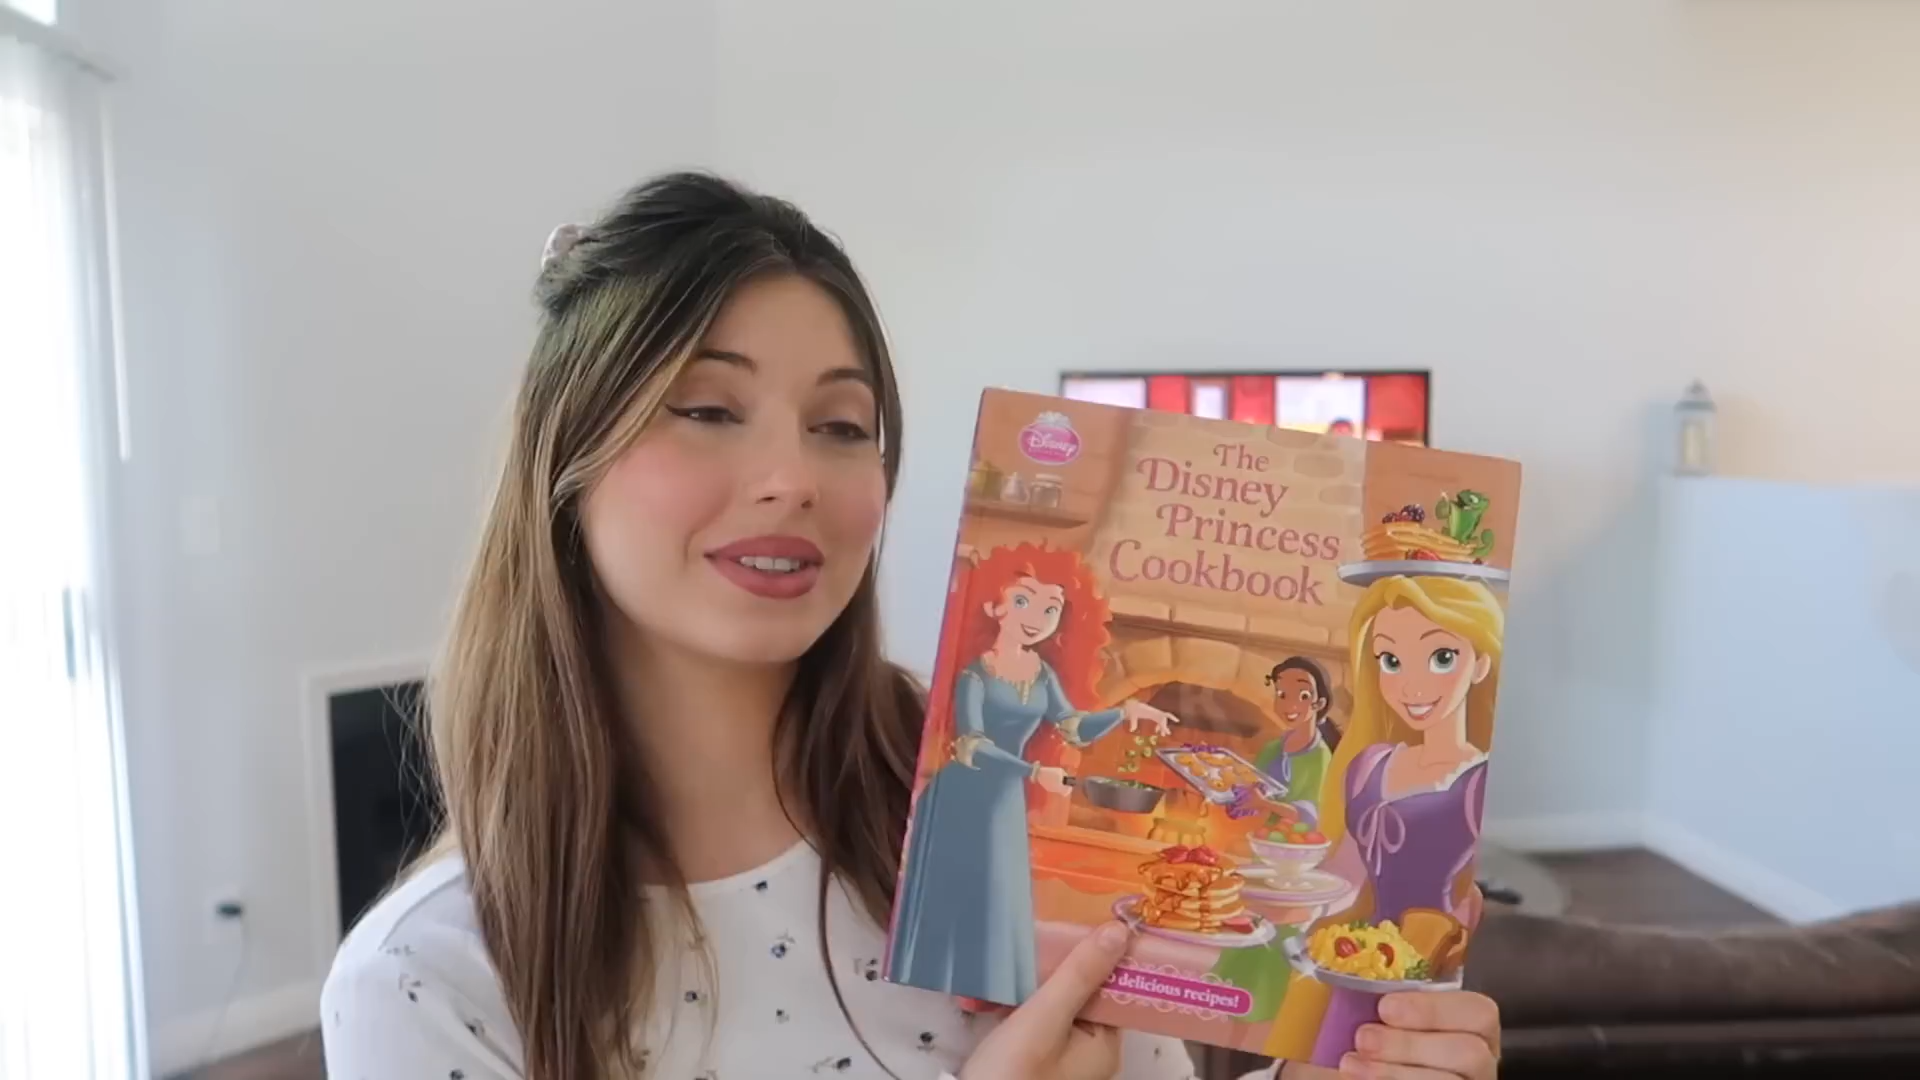 Disney
The
Disney
Princess
Cookbook
delicious recipes!